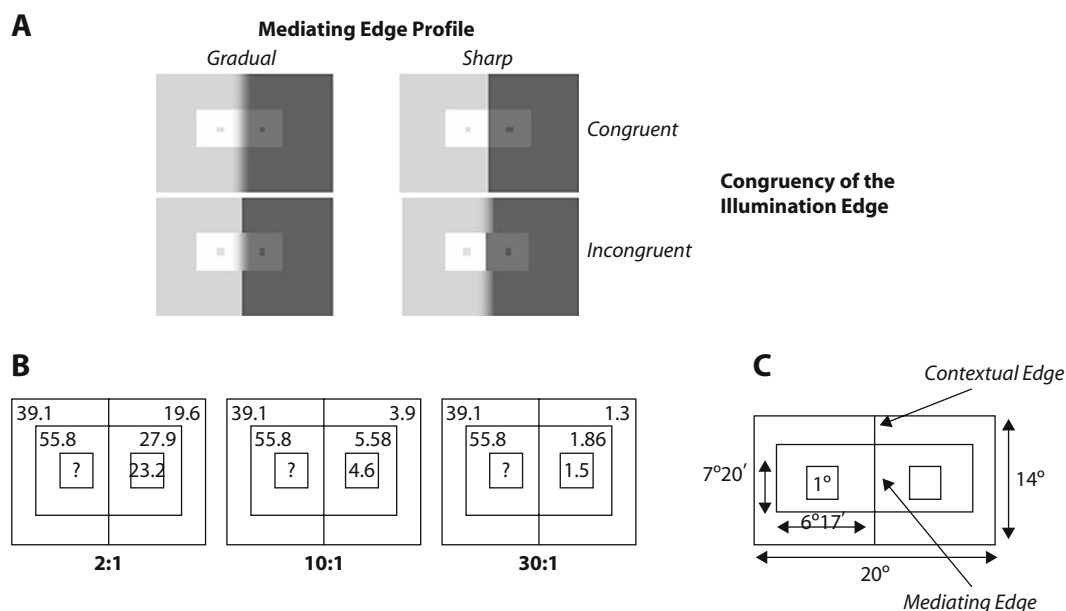 A
Mediating Edge Profile
Gradual
Sharp
Congruent
Congruency of the
Illumination Edge
Incongruent
B
39.1 19.6
55.8 27.9
? 23.2
2:1
39.1 3.9
55.8 5.58
? 4.6
10:1
39.1 1.3
55.8 1.86
? 1.5
30:1
C
Contextual Edge
7°20′
1°
14°
6°17′
20°
Mediating Edge